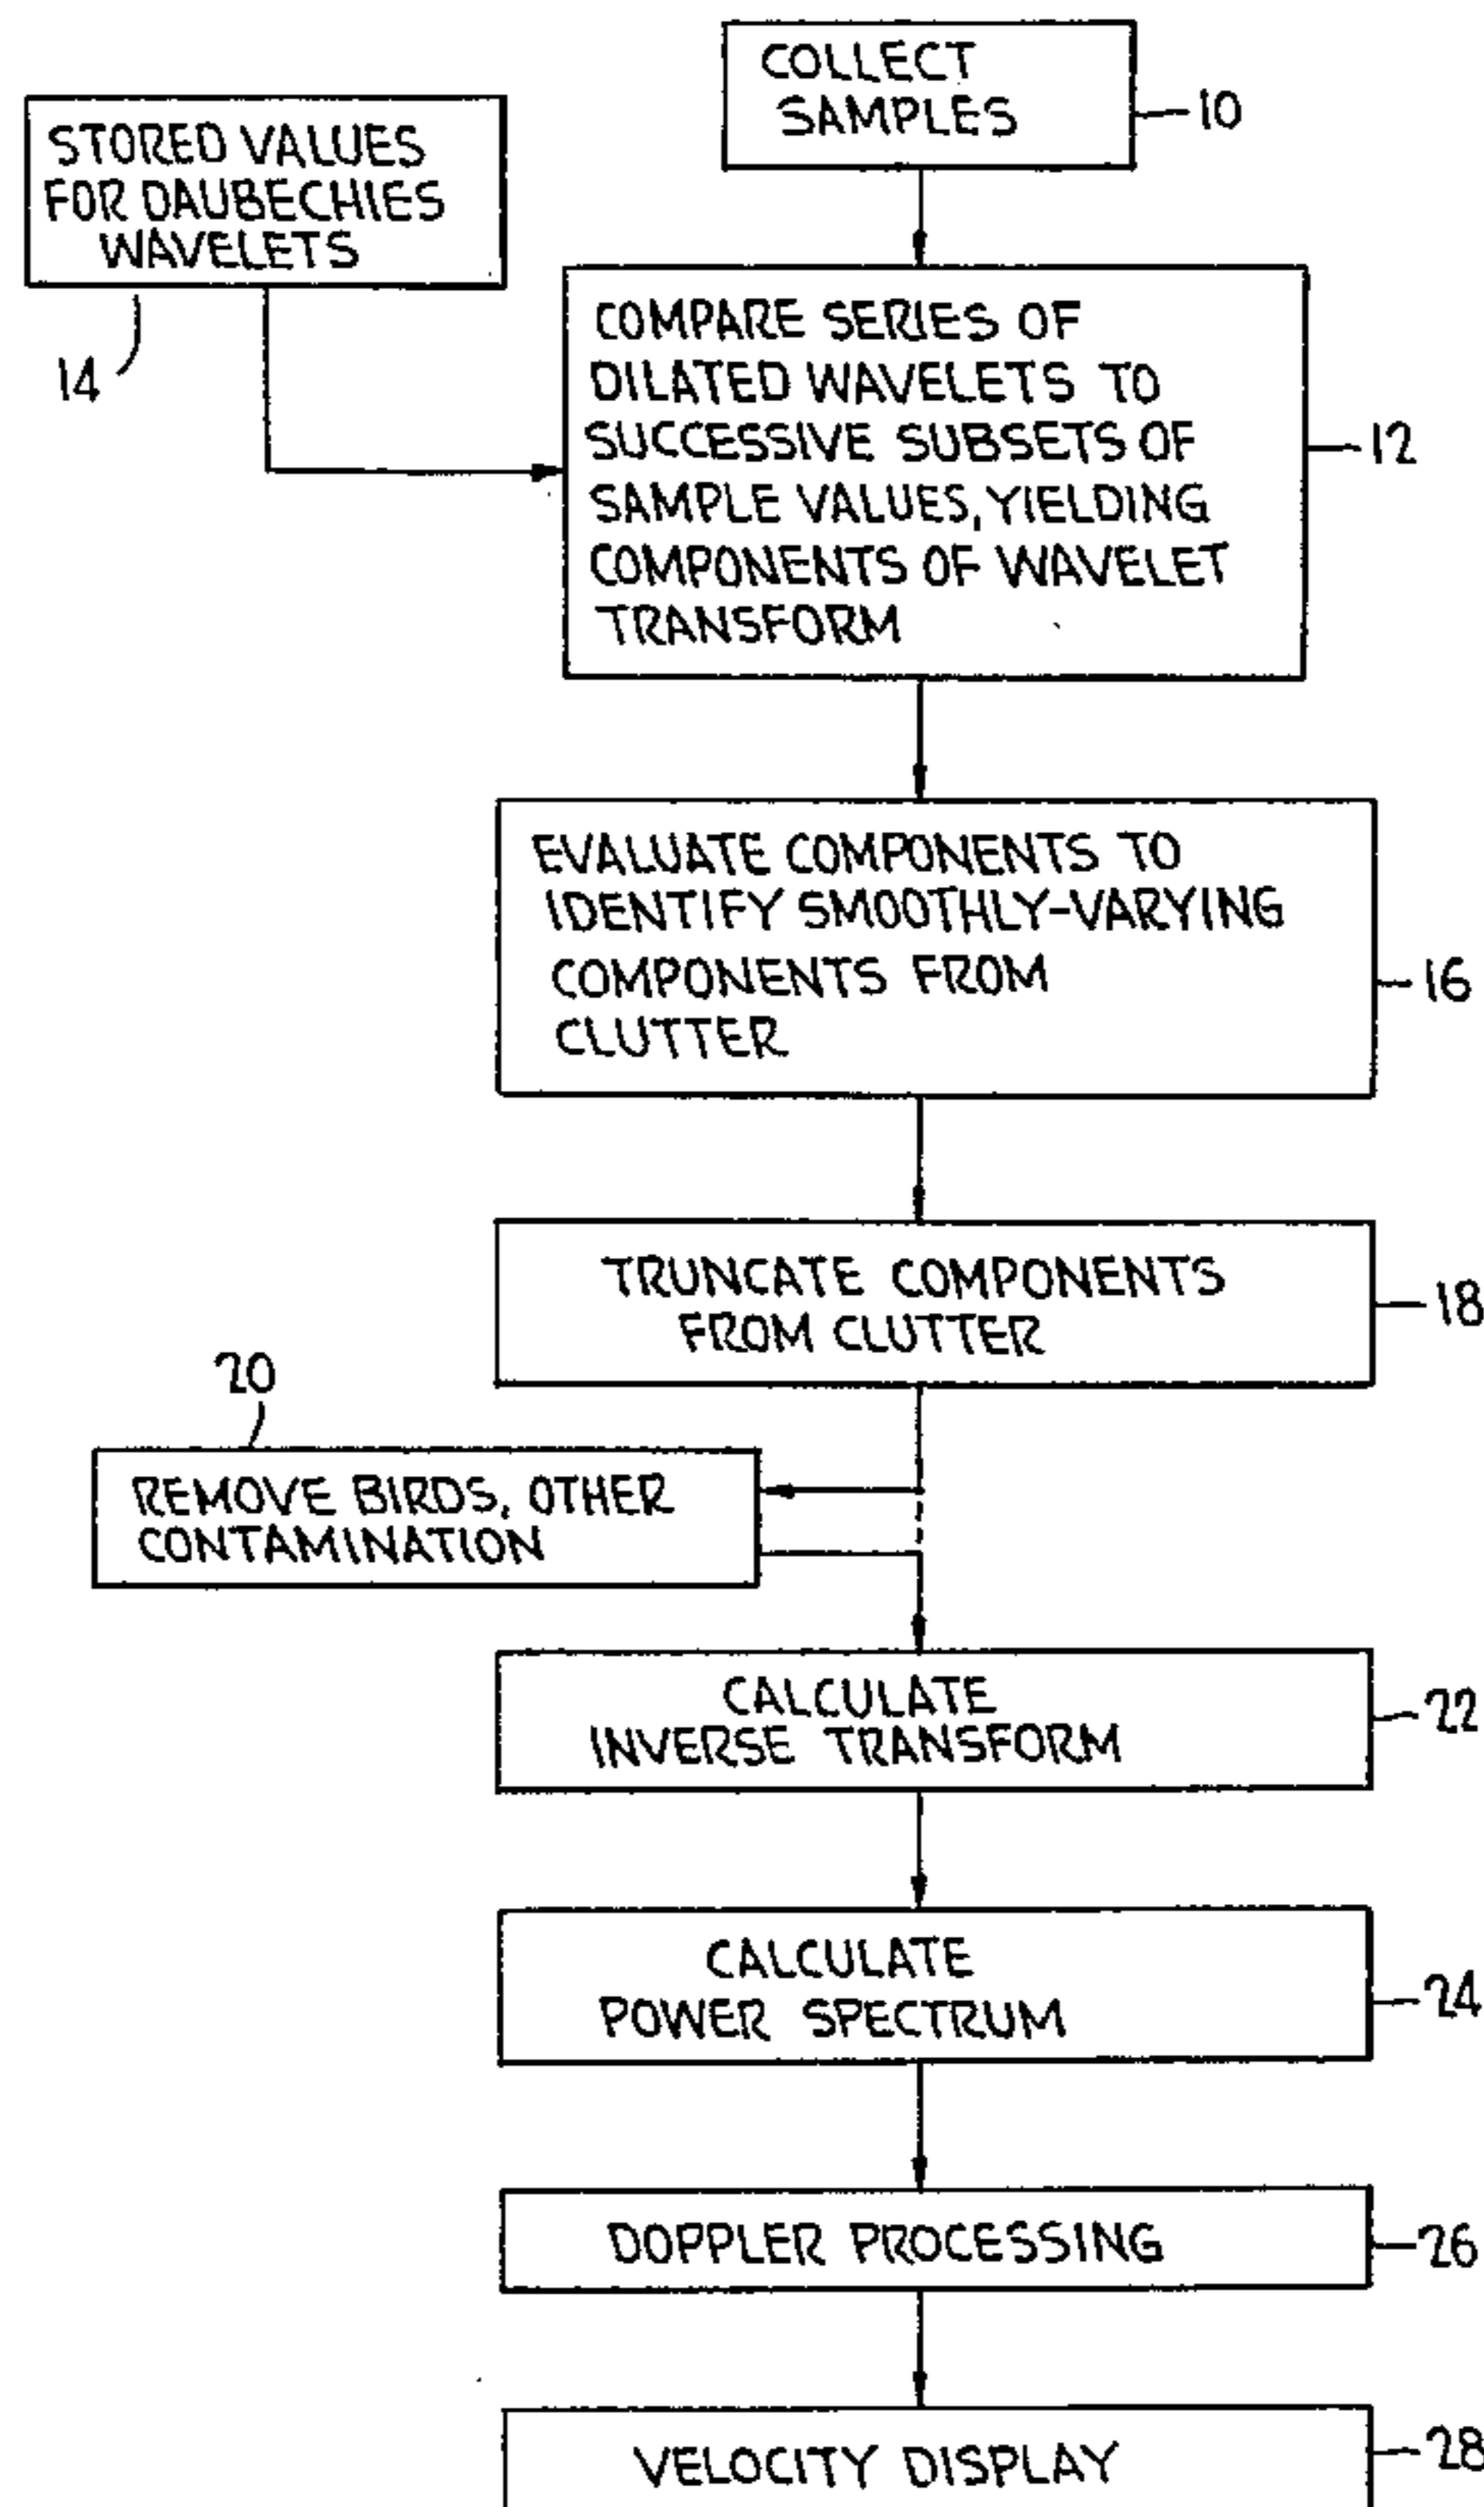 COLLECT
SAMPLES
10
STORED VALUES
FOR DAUBECHIES
WAVELETS
14
COMPARE SERIES OF
DILATED WAVELETS TO
SUCCESSIVE SUBSETS OF
SAMPLE VALUES, YIELDING
COMPONENTS OF WAVELET
TRANSFORM
12
EVALUATE COMPONENTS TO
IDENTIFY SMOOTHLY-VARYING
COMPONENTS FROM
CLUTTER
16
TRUNCATE COMPONENTS
FROM CLUTTER
18
20
REMOVE BIRDS, OTHER
CONTAMINATION
CALCULATE
INVERSE TRANSFORM
22
CALCULATE
POWER SPECTRUM
24
DOPPLER PROCESSING
26
VELOCITY DISPLAY
28